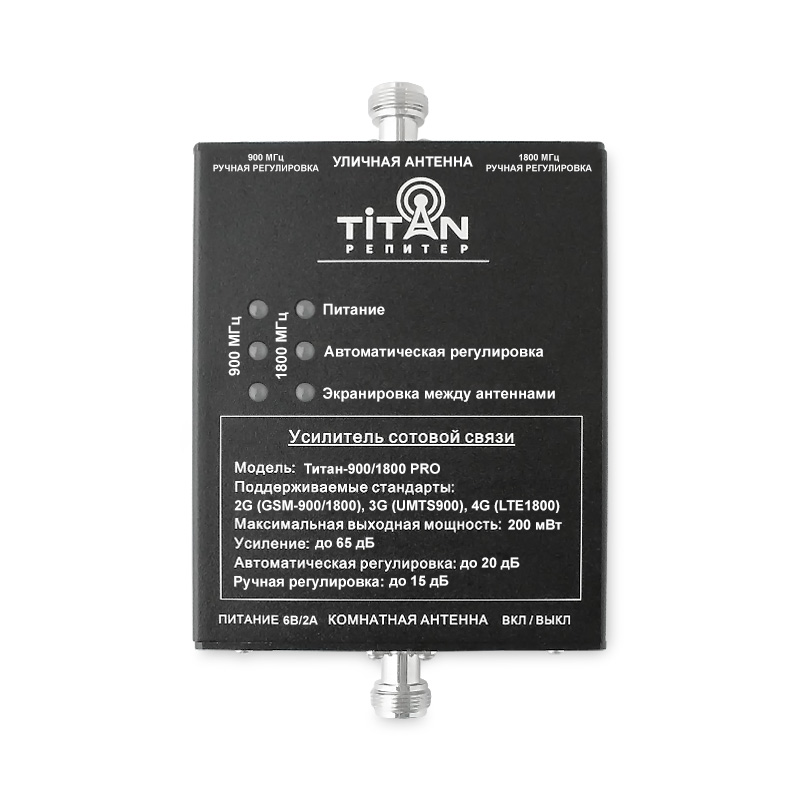 900 МГц
РУЧНАЯ РЕГУЛИРОВКА
УЛИЧНАЯ АНТЕННА
1800 МГц
РУЧНАЯ РЕГУЛИРОВКА
TiTAN
РЕПИТЕР
900 МГц
1800 МГц
Питание
Автоматическая регулировка
Экранировка между антеннами
Усилитель сотовой связи
Модель: Титан-900/1800 PRO
Поддерживаемые стандарты:
2G (GSM-900/1800), 3G (UMTS900), 4G (LTE1800)
Максимальная выходная мощность: 200 мВт
Усиление: до 65 дБ
Автоматическая регулировка: до 20 дБ
Ручная регулировка: до 15 дБ
ПИТАНИЕ 6В/2А КОМНАТНАЯ АНТЕННА ВКЛ / ВЫКЛ